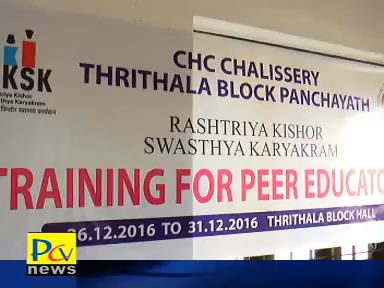 CHC CHALISSERY
THRITHALA BLOCK PANCHAYATH
KSK
RASHTRIYA KISHOR
SWASTHYA KARYAKRAM
TRAINING FOR PEER EDUCATO
26.12.2016 TO 31.12.2016 THRITHALA BLOCK HALL
PCV
news